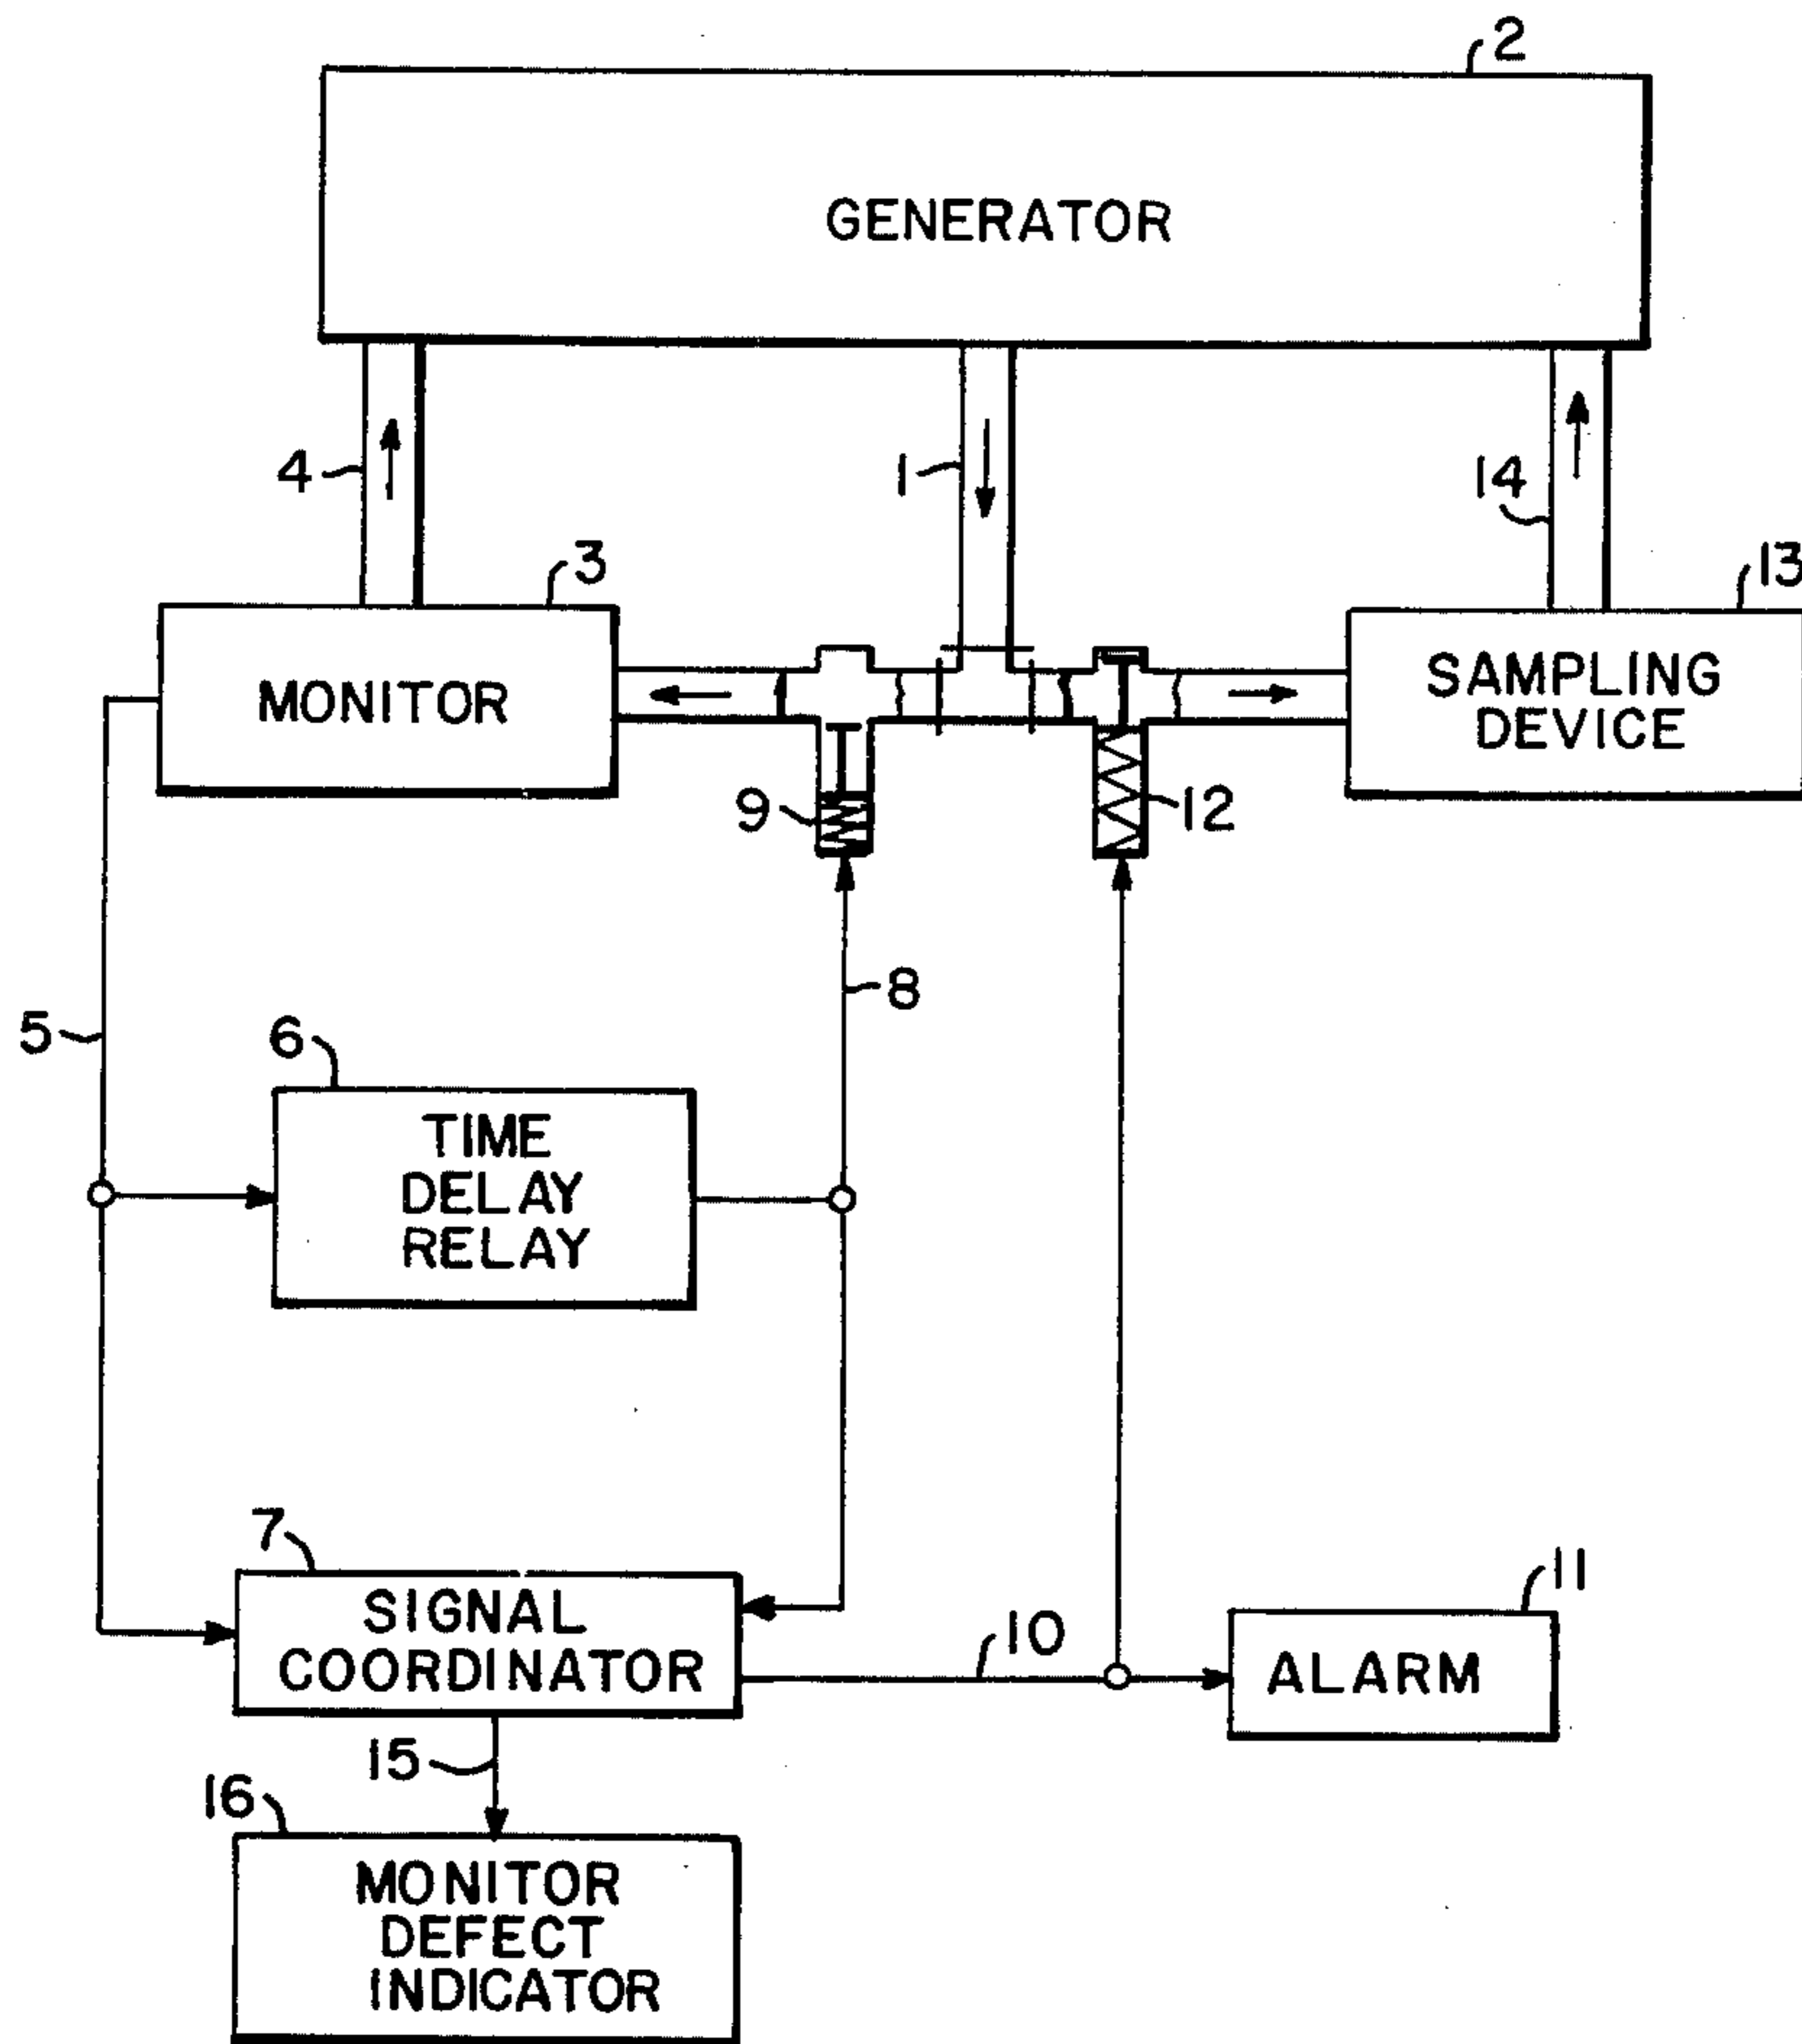 2
GENERATOR
4
1
14
3
13
MONITOR
SAMPLING
DEVICE
9
12
8
5
6
TIME
DELAY
RELAY
7
SIGNAL
COORDINATOR
10
11
ALARM
15
16
MONITOR
DEFECT
INDICATOR